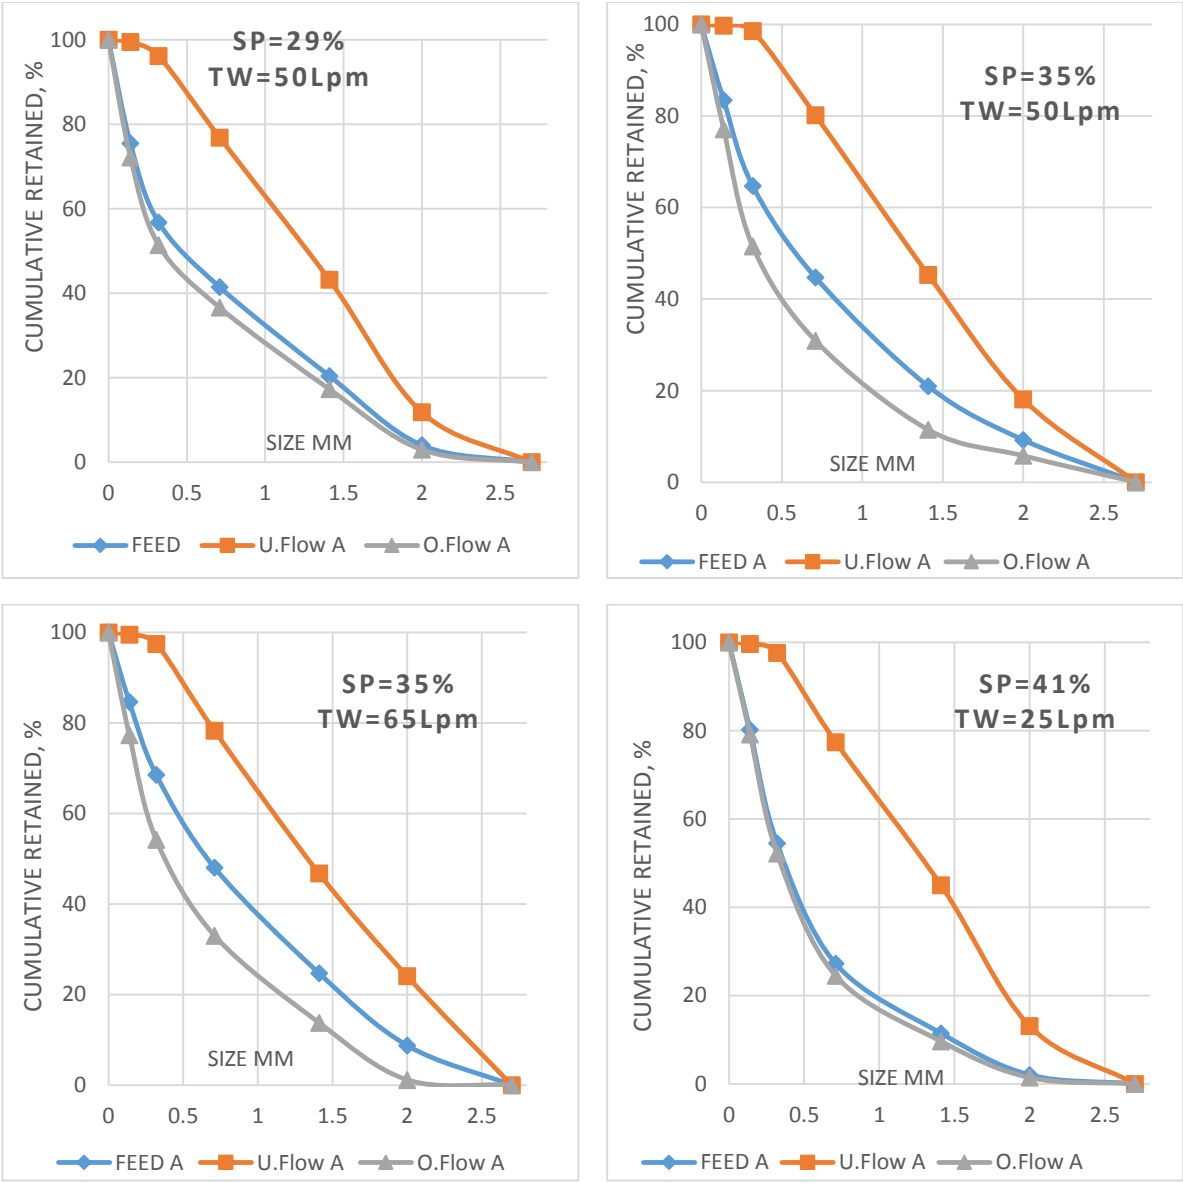 SP=29%
TW=50Lpm
CUMULATIVE RETAINED, %
100
80
60
40
20
0
SIZE MM
0 0.5 1 1.5 2 2.5
FEED U.Flow A O.Flow A
SP=35%
TW=50Lpm
CUMULATIVE RETAINED, %
100
80
60
40
20
0
SIZE MM
0 0.5 1 1.5 2 2.5
FEED A U.Flow A O.Flow A
SP=35%
TW=65Lpm
CUMULATIVE RETAINED, %
100
80
60
40
20
0
SIZE MM
0 0.5 1 1.5 2 2.5
FEED A U.Flow A O.Flow A
SP=41%
TW=25Lpm
CUMULATIVE RETAINED, %
100
80
60
40
20
0
SIZE MM
0 0.5 1 1.5 2 2.5
FEED A U.Flow A O.Flow A